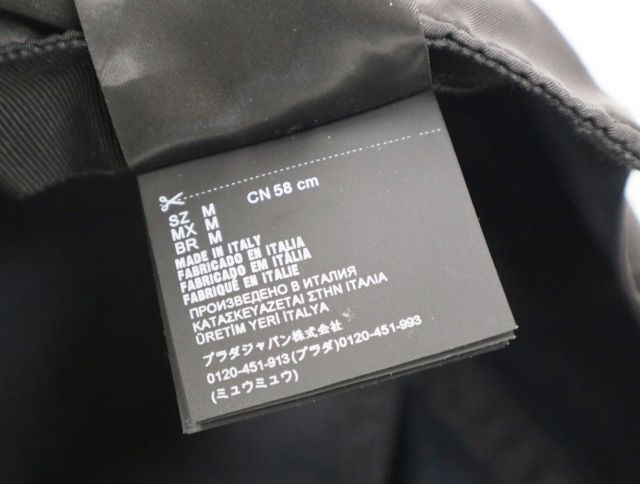 CN 58 cm
SZ M
MX M
BR M
MADE IN ITALY
FABRICADO EN ITALIA
FABRICADO EM ITÁLIA
FABRIQUÉ EN ITALIE
ПРОИЗВЕДЕНО В ИТАЛИЯ
ΚΑΤΑΣΚΕΥΑΖΕΤΑΙ ΣΤΗΝ ΙΤΑΛΙΑ
ÜRETİM YERİ İTALYA
プラダジャパン株式会社
0120-451-913(プラダ)0120-451-993
(ミュウミュウ)